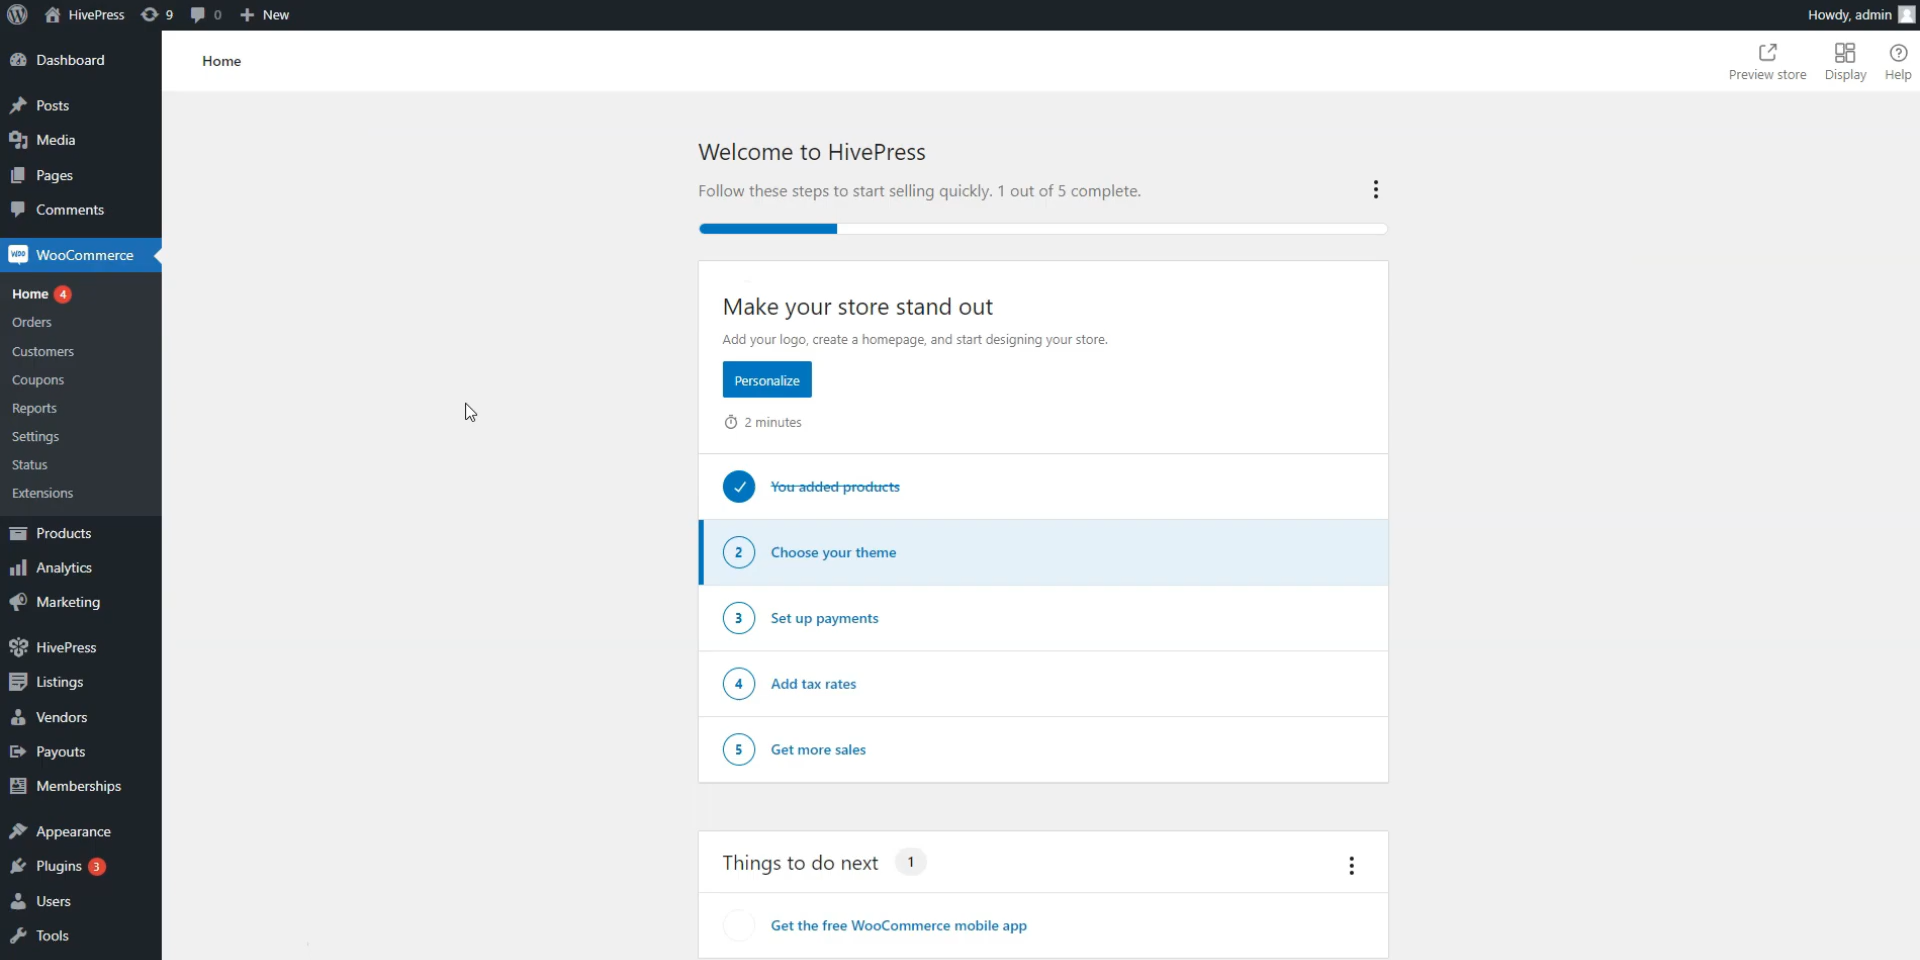 HivePress
9
0
New
Howdy, admin
Dashboard
Posts
Media
Pages
Comments
WooCommerce
Home 4
Orders
Customers
Coupons
Reports
Settings
Status
Extensions
Products
Analytics
Marketing
HivePress
Listings
Vendors
Payouts
Memberships
Appearance
Plugins 3
Users
Tools
Home
Preview store
Display
Help
Welcome to HivePress
Follow these steps to start selling quickly. 1 out of 5 complete.
Make your store stand out
Add your logo, create a homepage, and start designing your store.
Personalize
2 minutes
You added products
2 Choose your theme
3 Set up payments
4 Add tax rates
5 Get more sales
Things to do next 1
Get the free WooCommerce mobile app